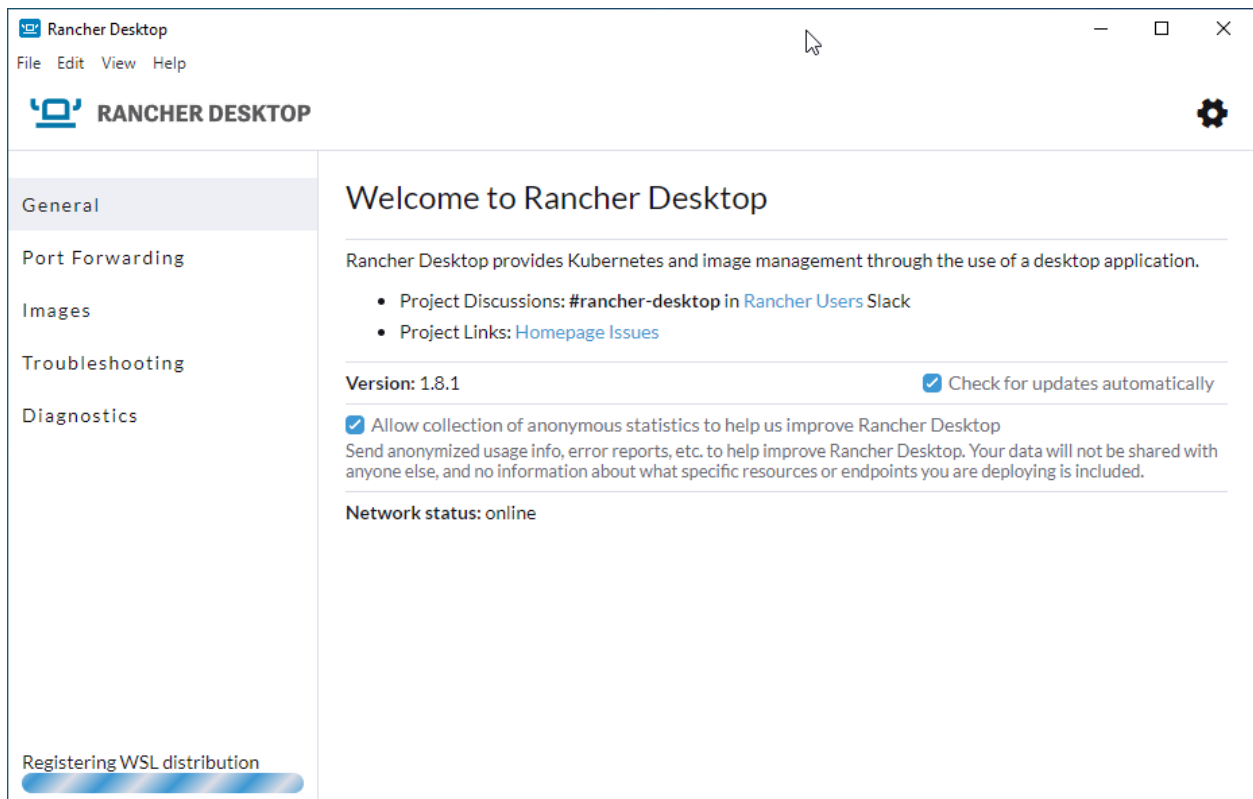 Rancher Desktop
File Edit View Help
RANCHER DESKTOP
General
Port Forwarding
Images
Troubleshooting
Diagnostics
Welcome to Rancher Desktop
Rancher Desktop provides Kubernetes and image management through the use of a desktop application.
• Project Discussions: #rancher-desktop in Rancher Users Slack
• Project Links: Homepage Issues
Version: 1.8.1 Check for updates automatically
Allow collection of anonymous statistics to help us improve Rancher Desktop
Send anonymized usage info, error reports, etc. to help improve Rancher Desktop. Your data will not be shared with
anyone else, and no information about what specific resources or endpoints you are deploying is included.
Network status: online
Registering WSL distribution